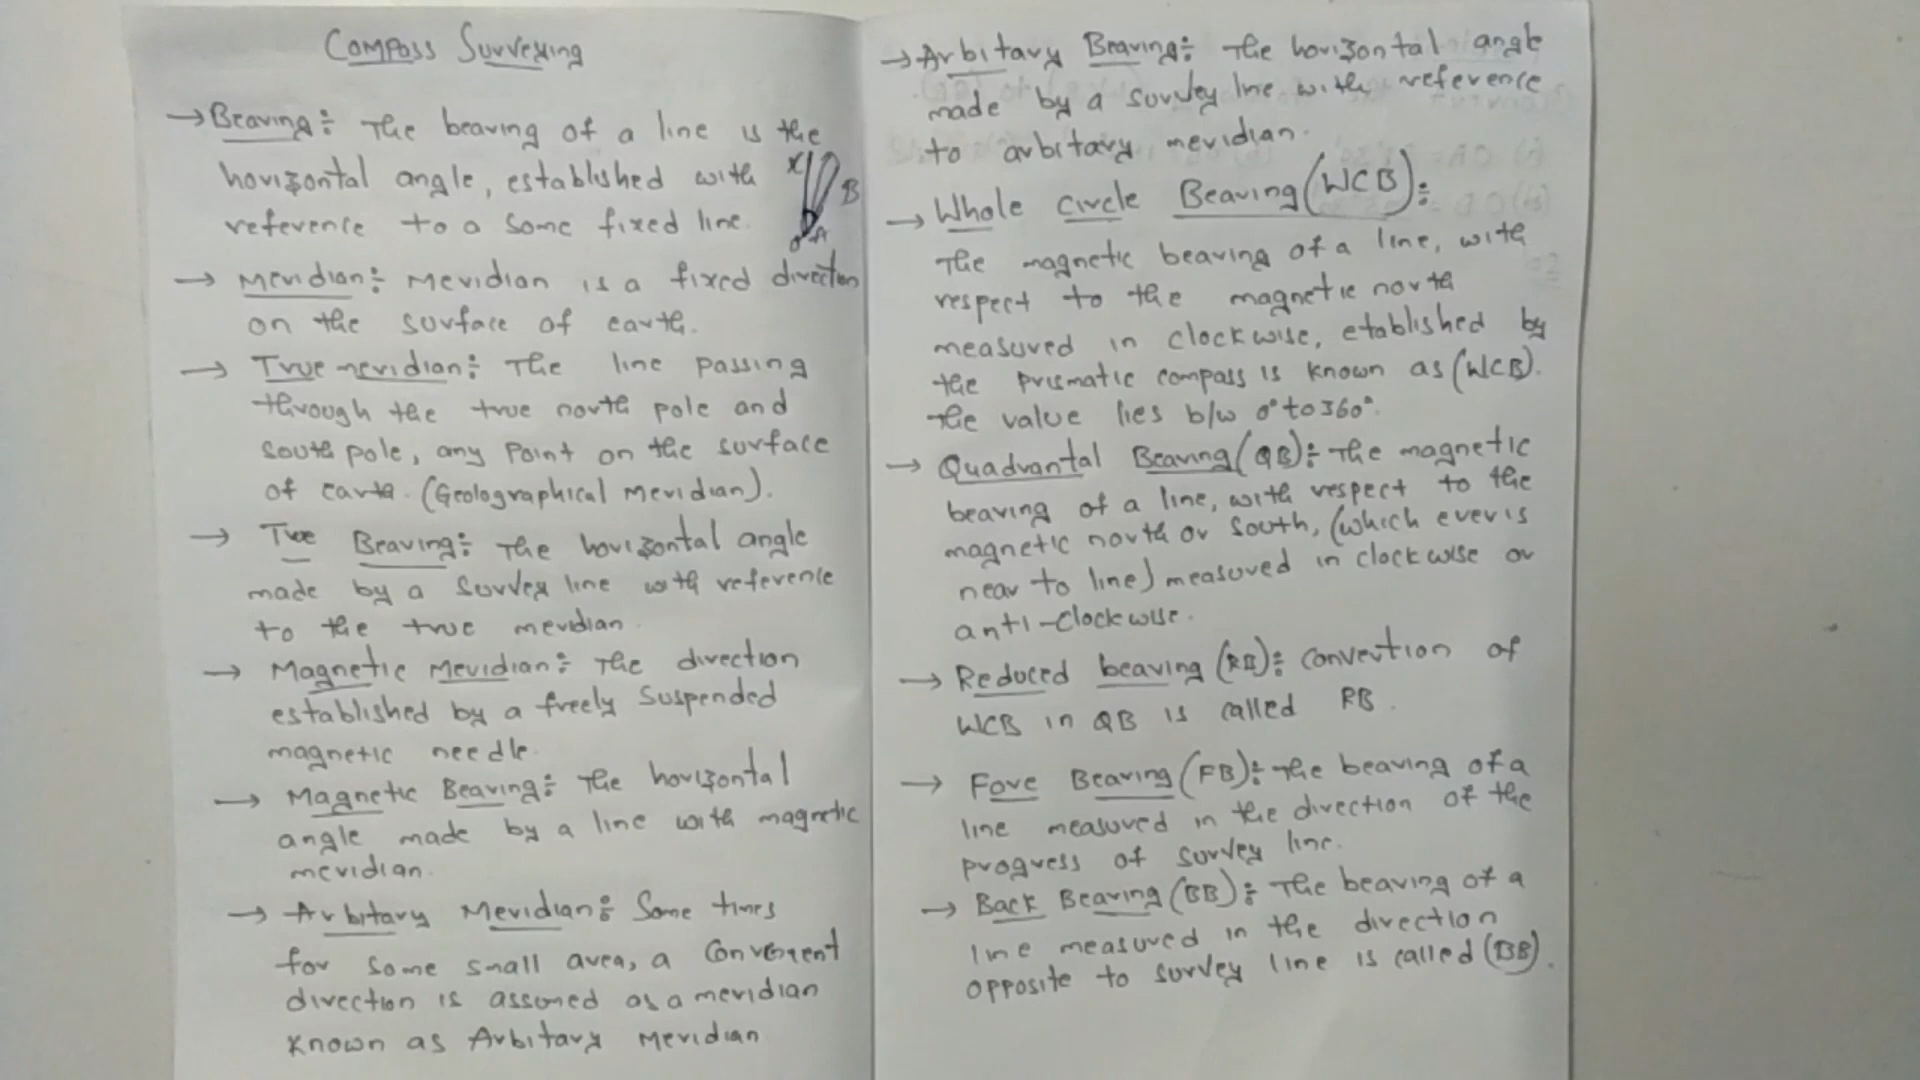 Compass Surveying
→ Bearing:- The bearing of a line is the
horizontal angle, established with
reference to a some fixed line.
X
B
O A
→ Meridian:- Meridian is a fixed direction
on the surface of earth.
→ True meridian:- The line passing
through the true north pole and
south pole, any point on the surface
of earth. (Geolographical Meridian).
→ True Bearing:- The horizontal angle
made by a survey line with reference
to the true meridian
→ Magnetic Meridian:- The direction
established by a freely suspended
magnetic needle.
→ Magnetic Bearing:- The horizontal
angle made by a line with magnetic
meridian.
→ Arbitary Meridian:- Some times
for some small area, a convenent
direction is assumed as a meridian
known as Arbitary Meridian
→ Arbitary Bearing:- The horizontal angle
made by a survey line with reference
to arbitary meridian.
→ Whole circle Bearing (WCB):-
The magnetic bearing of a line, with
respect to the magnetic north
measured in clockwise, etablished by
the prismatic compass is known as (WCB).
The value lies b/w 0° to 360°.
→ Quadrantal Bearing (QB):- The magnetic
bearing of a line, with respect to the
magnetic north or south, (which ever is
near to line) measured in clockwise or
anti-clockwise.
→ Reduced bearing (RB):- convertion of
WCB in QB is called RB.
→ Fore Bearing (FB):- The bearing of a
line measured in the direction of the
progress of survey line.
→ Back Bearing (BB):- The bearing of a
line measured in the direction
opposite to survey line is called (BB).